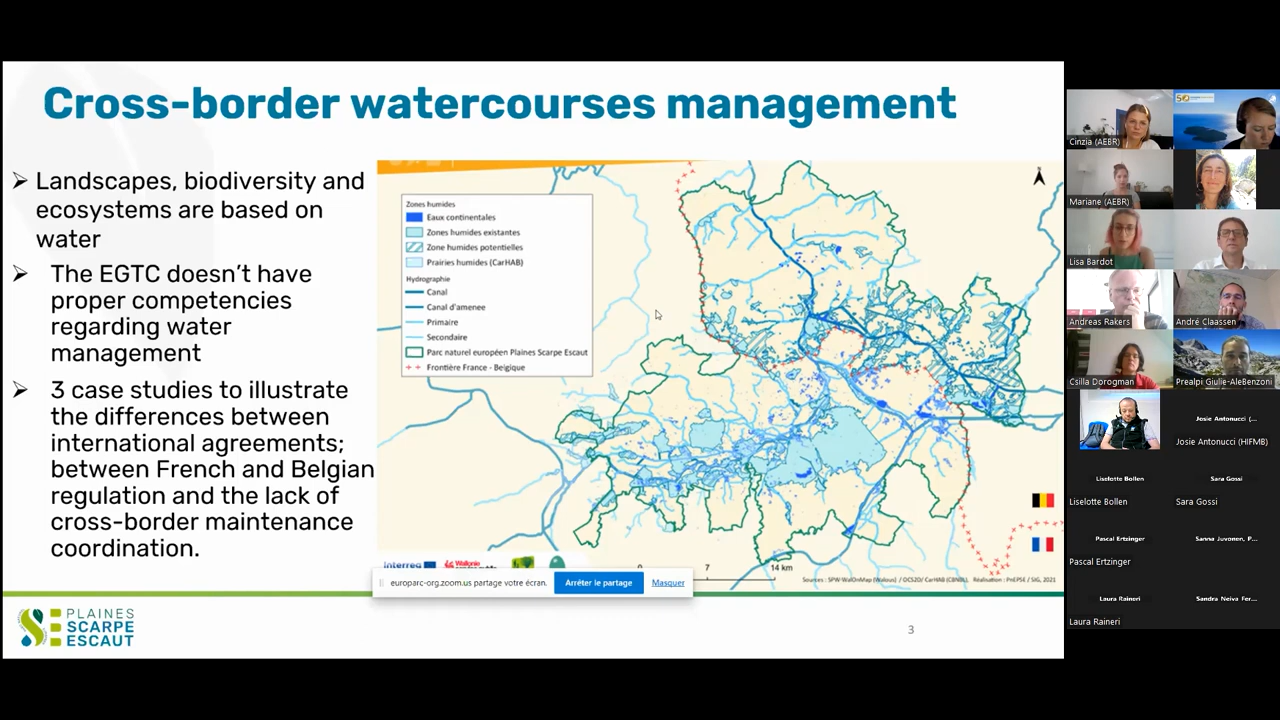 Cross-border watercourses management
➢ Landscapes, biodiversity and
ecosystems are based on
water
➢ The EGTC doesn't have
proper competencies
regarding water
management
➢ 3 case studies to illustrate
the differences between
international agreements;
between French and Belgian
regulation and the lack of
cross-border maintenance
coordination.
Zones humides
Eaux continentales
Zones humides existantes
Zone humides potentielles
Prairies humides (CarHAB)
Hydrographie
Canal
Canal d'amenee
Primaire
Secondaire
Parc naturel européen Plaines Scarpe Escaut
Frontière France - Belgique
Interreg
Wallonie
7
14 km
Sources : SPW-WalOnMap (Walous) / OCS2D/ CarHAB (CBNBL), Réalisation : PnEPSE / SIG, 2021
europarc-org.zoom.us partage votre écran.
Arrêter le partage
Masquer
PLAINES
SCARPE
ESCAUT
3
Cinzia (AEBR)
Mariane (AEBR)
Lisa Bardot
Andreas Rakers
André Claassen
Csilla Dorogman
Prealpi Giulie-AleBenzoni
Josie Antonucci (...
Josie Antonucci (HIFMB)
Liselotte Bollen
Sara Gossi
Liselotte Bollen
Sara Gossi
Pascal Ertzinger
Sanna Juvonen, P...
Pascal Ertzinger
Laura Raineri
Sandra Neiva Fer...
Laura Raineri